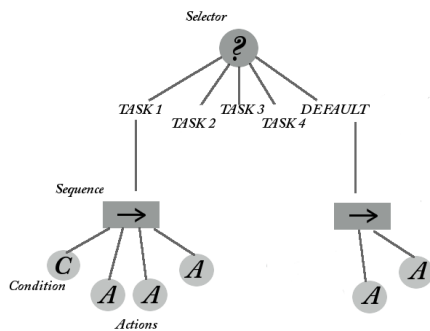 Selector
?
TASK 1
TASK 2
TASK 3
TASK 4
DEFAULT
Sequence
→
→
C
A
A
A
A
A
Condition
Actions